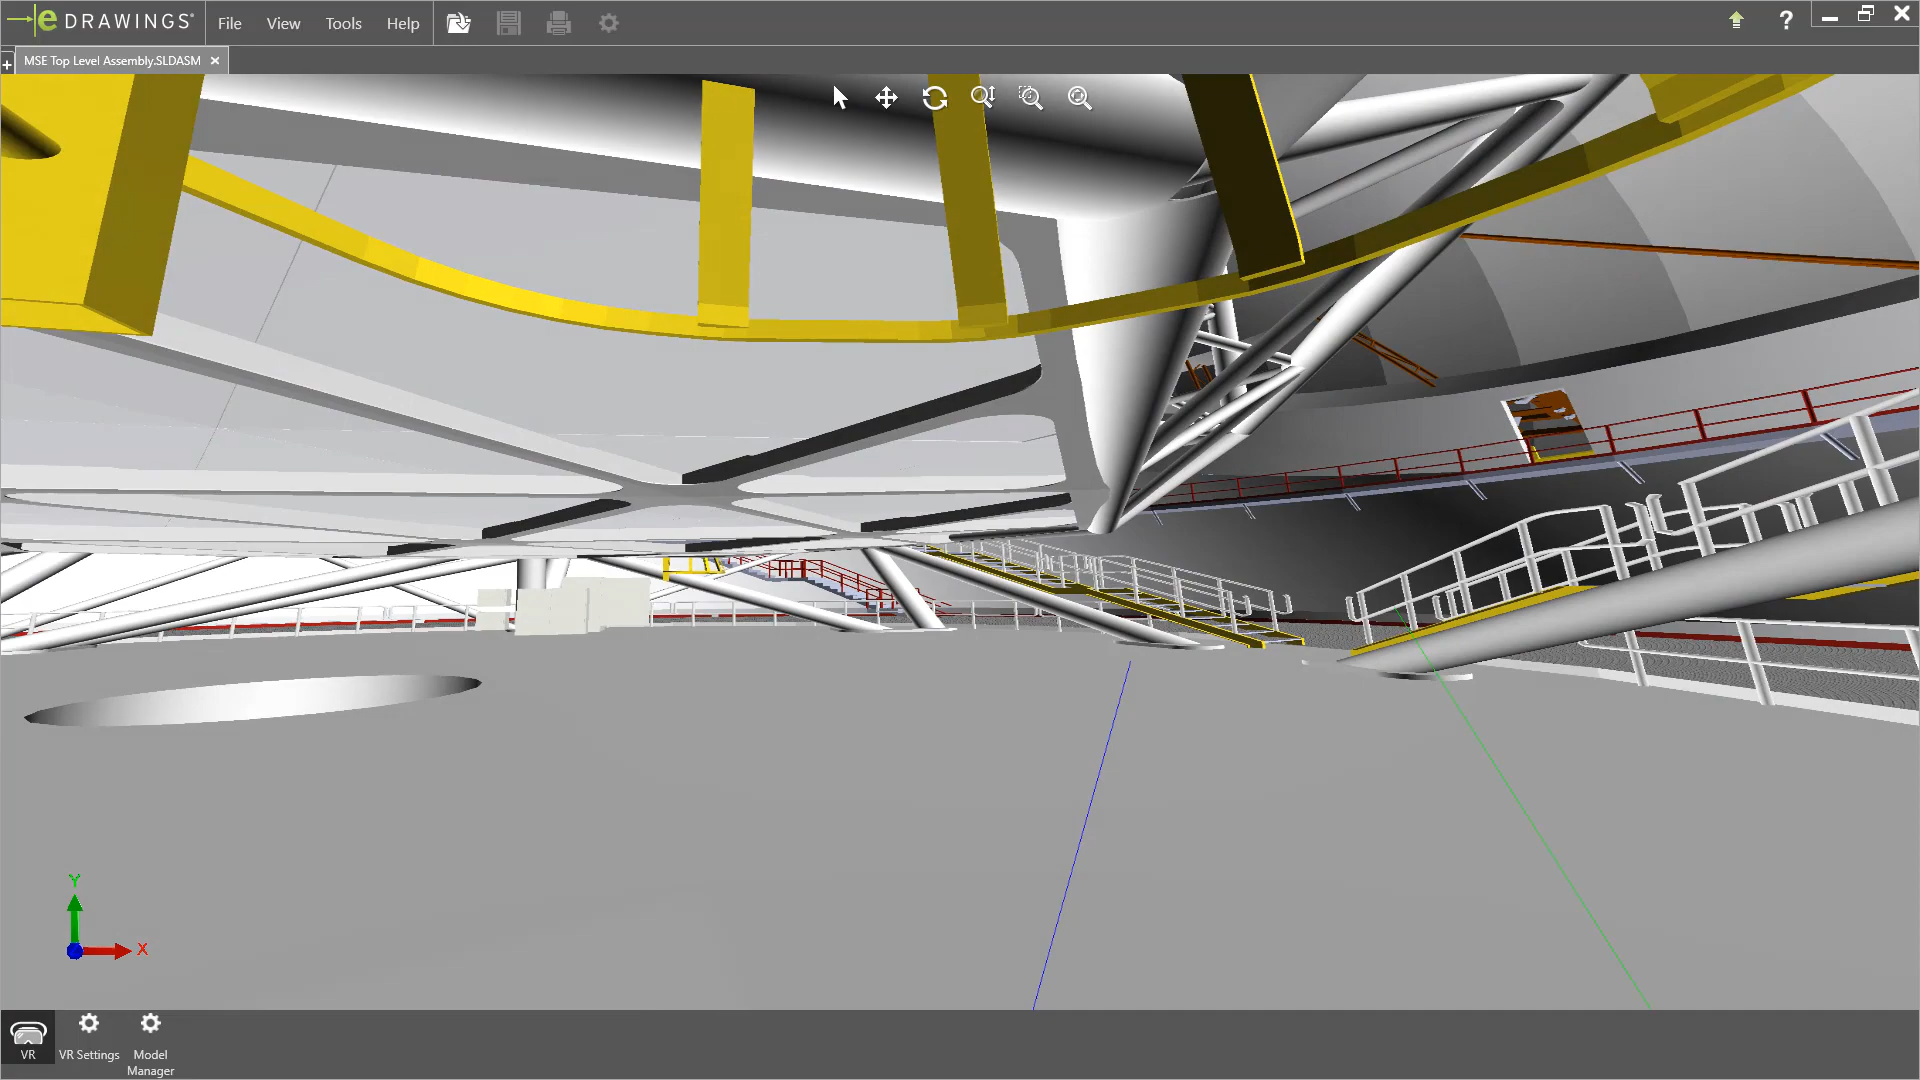 eDRAWINGS®
File View Tools Help
?
+ MSE Top Level Assembly.SLDASM ×
Y
X
VR VR Settings Model
Manager